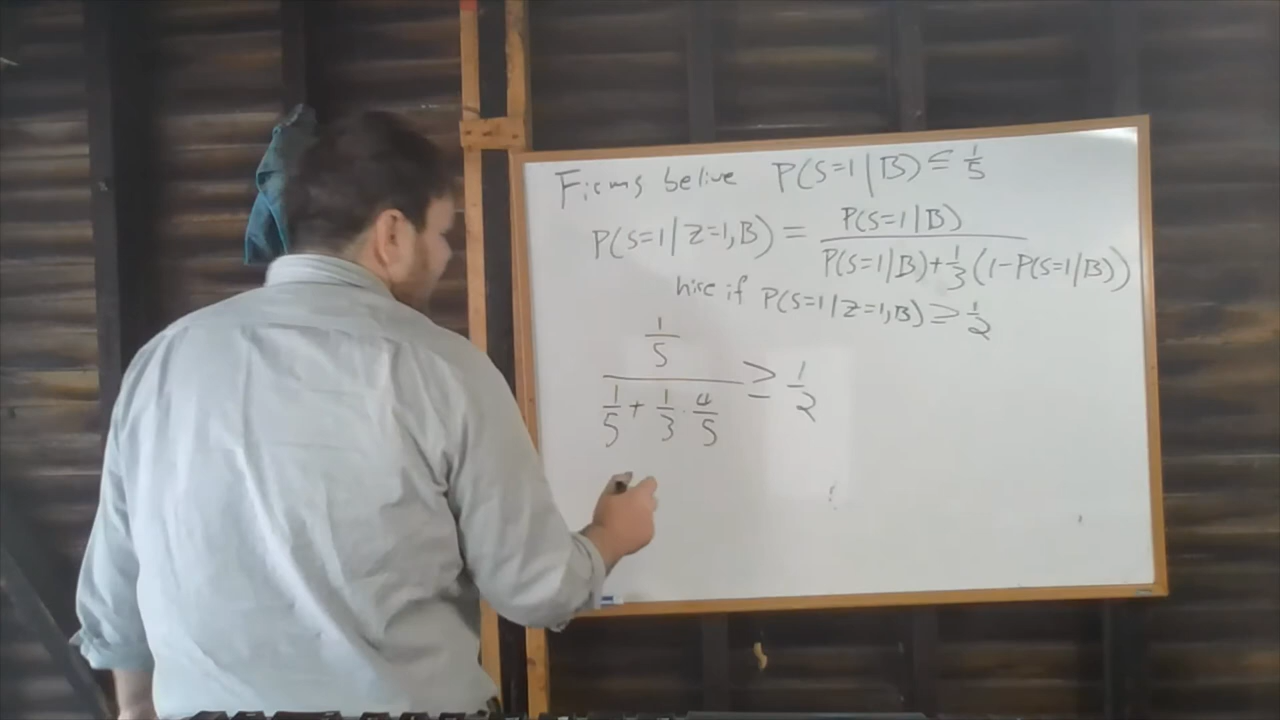 Firms belive P(S=1|B) ≤ 1/5
P(S=1|Z=1,B) = P(S=1|B) / P(S=1|B)+1/3(1-P(S=1|B))
hire if P(S=1|Z=1,B) ≥ 1/2
1/5 / 1/5 + 1/3 · 4/5 ≥ 1/2